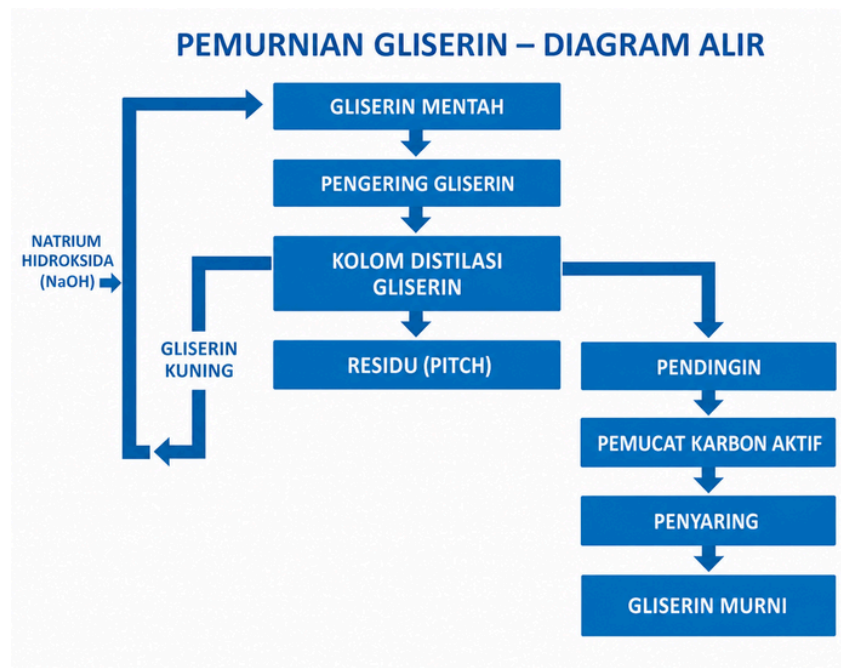 PEMURNIAN GLISERIN – DIAGRAM ALIR
GLISERIN MENTAH
PENGERING GLISERIN
NATRIUM
HIDROKSIDA
(NaOH)
KOLOM DISTILASI
GLISERIN
GLISERIN
KUNING
RESIDU (PITCH)
PENDINGIN
PEMUCAT KARBON AKTIF
PENYARING
GLISERIN MURNI